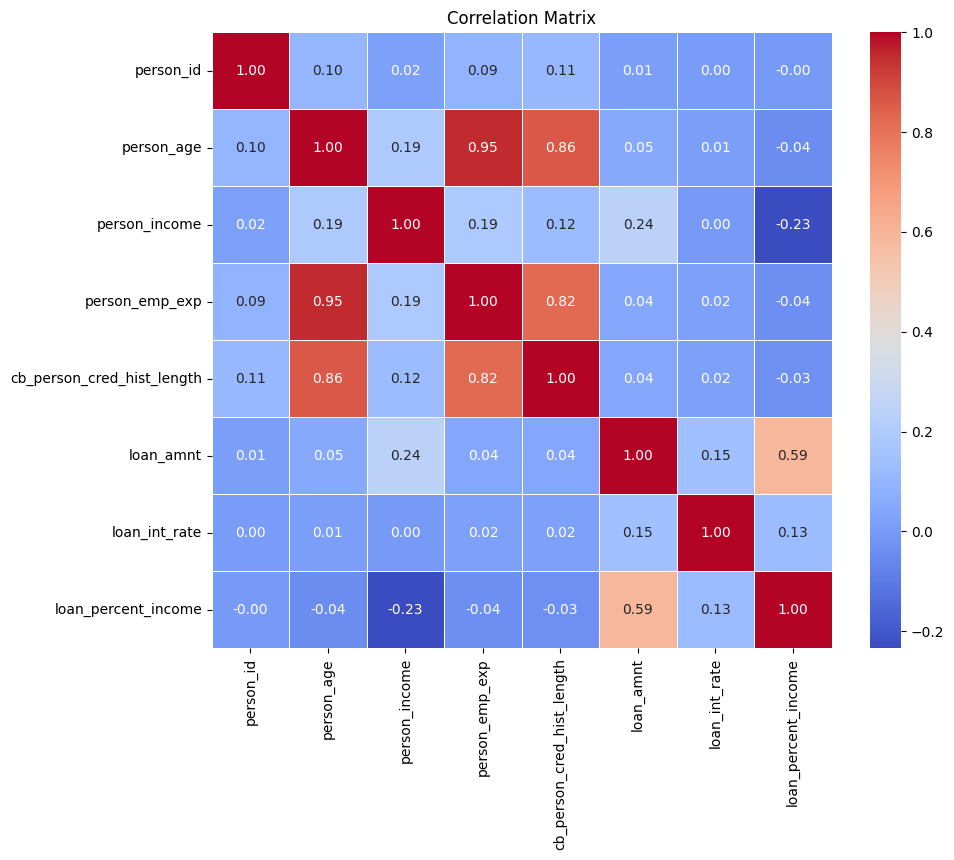 Correlation Matrix
person_id 1.00 0.10 0.02 0.09 0.11 0.01 0.00 -0.00
person_age 0.10 1.00 0.19 0.95 0.86 0.05 0.01 -0.04
person_income 0.02 0.19 1.00 0.19 0.12 0.24 0.00 -0.23
person_emp_exp 0.09 0.95 0.19 1.00 0.82 0.04 0.02 -0.04
cb_person_cred_hist_length 0.11 0.86 0.12 0.82 1.00 0.04 0.02 -0.03
loan_amnt 0.01 0.05 0.24 0.04 0.04 1.00 0.15 0.59
loan_int_rate 0.00 0.01 0.00 0.02 0.02 0.15 1.00 0.13
loan_percent_income -0.00 -0.04 -0.23 -0.04 -0.03 0.59 0.13 1.00
person_id
person_age
person_income
person_emp_exp
cb_person_cred_hist_length
loan_amnt
loan_int_rate
loan_percent_income
1.0
0.8
0.6
0.4
0.2
0.0
−0.2